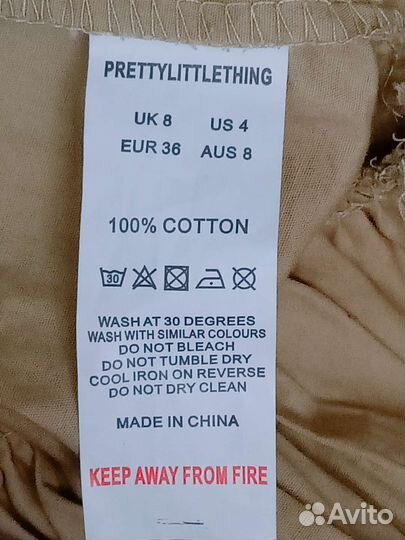 PRETTYLITTLETHING
UK 8 US 4
EUR 36 AUS 8
100% COTTON
30
WASH AT 30 DEGREES
WASH WITH SIMILAR COLOURS
DO NOT BLEACH
DO NOT TUMBLE DRY
COOL IRON ON REVERSE
DO NOT DRY CLEAN
MADE IN CHINA
KEEP AWAY FROM FIRE
Avito